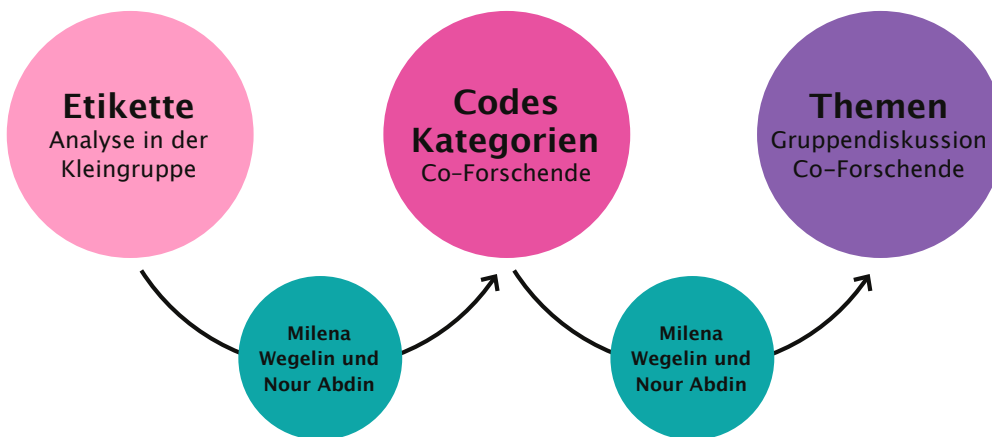 Etikette
Analyse in der
Kleingruppe
Codes
Kategorien
Co–Forschende
Themen
Gruppendiskussion
Co–Forschende
Milena
Wegelin und
Nour Abdin
Milena
Wegelin und
Nour Abdin